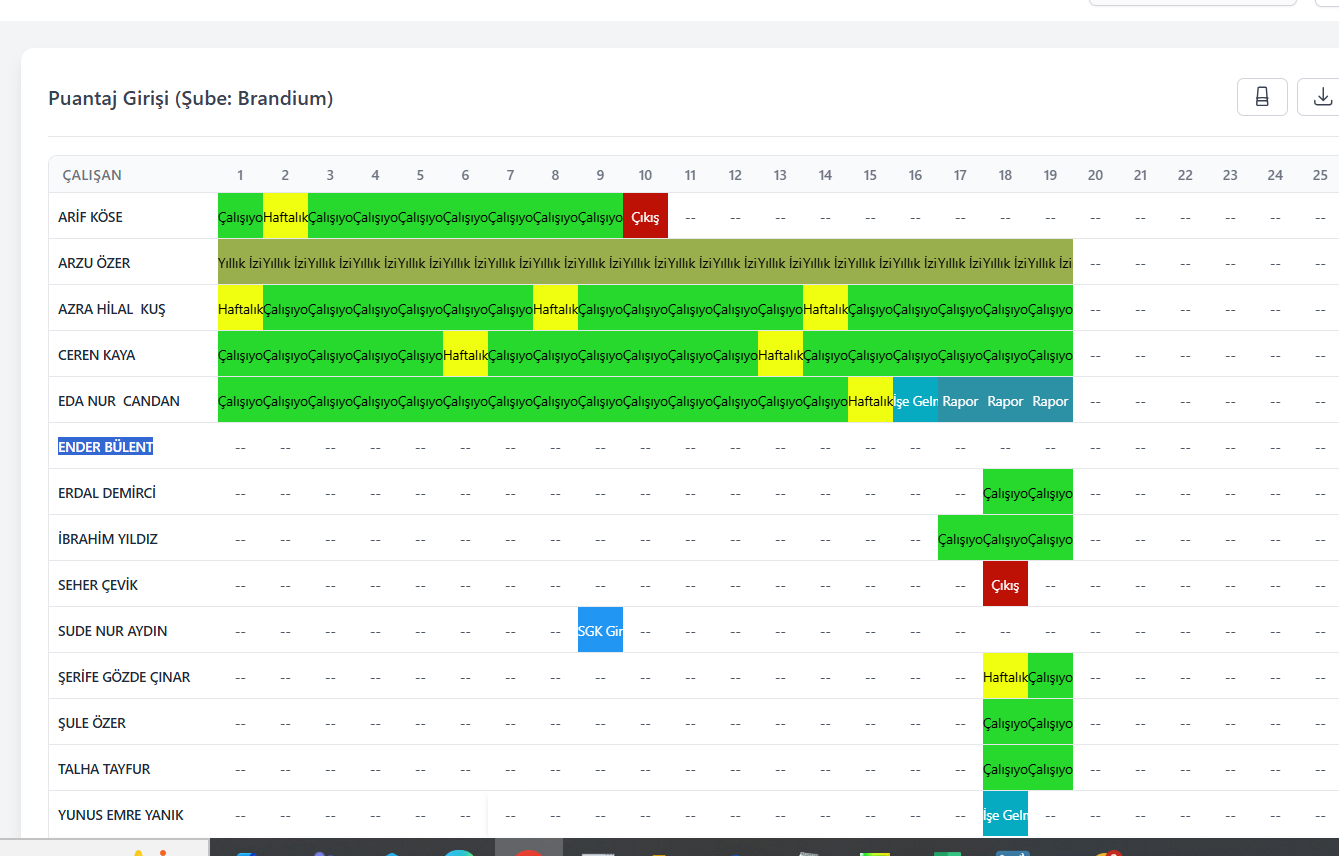 Puantaj Girişi (Şube: Brandium)
ÇALIŞAN 1 2 3 4 5 6 7 8 9 10 11 12 13 14 15 16 17 18 19 20 21 22 23 24 25
ARİF KÖSE Çalışıyo Haftalık Çalışıyo Çalışıyo Çalışıyo Çalışıyo Çalışıyo Çalışıyo Çalışıyo Çıkış -- -- -- -- -- -- -- -- -- -- -- -- -- -- --
ARZU ÖZER Yıllık İzi Yıllık İzi Yıllık İzi Yıllık İzi Yıllık İzi Yıllık İzi Yıllık İzi Yıllık İzi Yıllık İzi Yıllık İzi Yıllık İzi Yıllık İzi Yıllık İzi Yıllık İzi Yıllık İzi Yıllık İzi Yıllık İzi Yıllık İzi Yıllık İzi -- -- -- -- -- --
AZRA HİLAL KUŞ Haftalık Çalışıyo Çalışıyo Çalışıyo Çalışıyo Çalışıyo Çalışıyo Haftalık Çalışıyo Çalışıyo Çalışıyo Çalışıyo Çalışıyo Haftalık Çalışıyo Çalışıyo Çalışıyo Çalışıyo Çalışıyo -- -- -- -- -- --
CEREN KAYA Çalışıyo Çalışıyo Çalışıyo Çalışıyo Çalışıyo Haftalık Çalışıyo Çalışıyo Çalışıyo Çalışıyo Çalışıyo Çalışıyo Haftalık Çalışıyo Çalışıyo Çalışıyo Çalışıyo Çalışıyo Çalışıyo -- -- -- -- -- --
EDA NUR CANDAN Çalışıyo Çalışıyo Çalışıyo Çalışıyo Çalışıyo Çalışıyo Çalışıyo Çalışıyo Çalışıyo Çalışıyo Çalışıyo Çalışıyo Çalışıyo Çalışıyo Haftalık İşe Geln Rapor Rapor Rapor -- -- -- -- -- --
ENDER BÜLENT -- -- -- -- -- -- -- -- -- -- -- -- -- -- -- -- -- -- -- -- -- -- -- -- --
ERDAL DEMİRCİ -- -- -- -- -- -- -- -- -- -- -- -- -- -- -- -- -- Çalışıyo Çalışıyo -- -- -- -- -- --
İBRAHİM YILDIZ -- -- -- -- -- -- -- -- -- -- -- -- -- -- -- -- Çalışıyo Çalışıyo Çalışıyo -- -- -- -- -- --
SEHER ÇEVİK -- -- -- -- -- -- -- -- -- -- -- -- -- -- -- -- -- Çıkış -- -- -- -- -- -- --
SUDE NUR AYDIN -- -- -- -- -- -- -- -- SGK Gir -- -- -- -- -- -- -- -- -- -- -- -- -- -- -- --
ŞERİFE GÖZDE ÇINAR -- -- -- -- -- -- -- -- -- -- -- -- -- -- -- -- -- Haftalık Çalışıyo -- -- -- -- -- --
ŞULE ÖZER -- -- -- -- -- -- -- -- -- -- -- -- -- -- -- -- -- Çalışıyo Çalışıyo -- -- -- -- -- --
TALHA TAYFUR -- -- -- -- -- -- -- -- -- -- -- -- -- -- -- -- -- Çalışıyo Çalışıyo -- -- -- -- -- --
YUNUS EMRE YANIK -- -- -- -- -- -- -- -- -- -- -- -- -- -- -- -- -- İşe Geln -- -- -- -- -- -- --